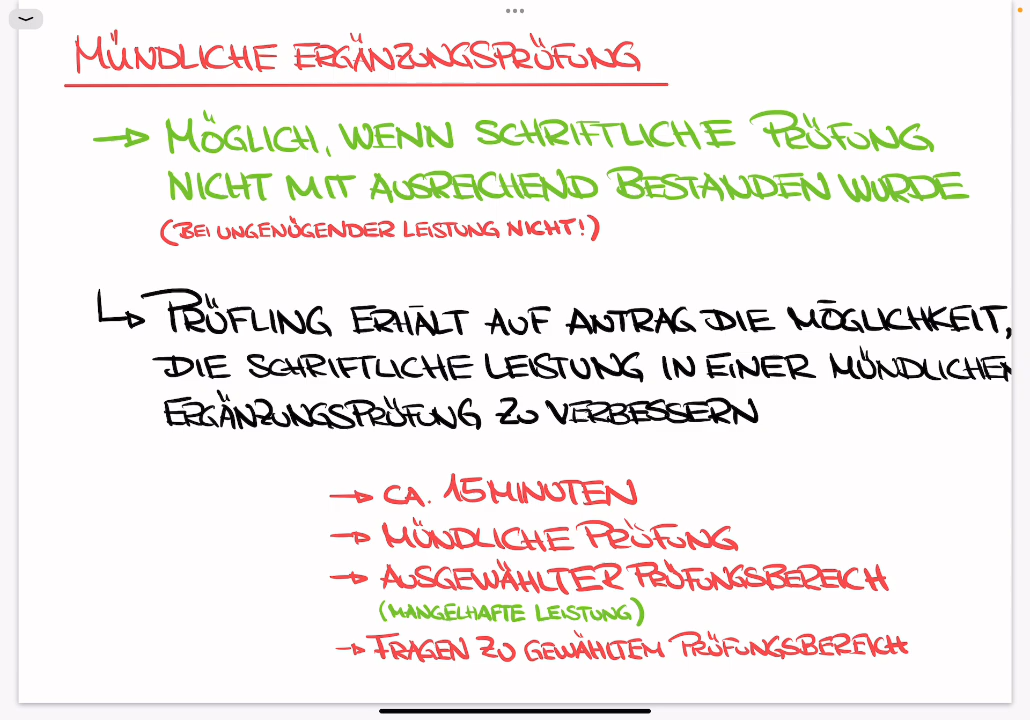 MÜNDLICHE ERGÄNZUNGSPRÜFUNG
→ MÖGLICH, WENN SCHRIFTLICHE PRÜFUNG
NICHT MIT AUSREICHEND BESTANDEN WURDE
(BEI UNGENÜGENDER LEISTUNG NICHT!)
↳ PRÜFLING ERHÄLT AUF ANTRAG DIE MÖGLICHKEIT,
DIE SCHRIFTLICHE LEISTUNG IN EINER MÜNDLICHEN
ERGÄNZUNGSPRÜFUNG ZU VERBESSERN
→ CA. 15 MINUTEN
→ MÜNDLICHE PRÜFUNG
→ AUSGEWÄHLTER PRÜFUNGSBEREICH
(MANGELHAFTE LEISTUNG)
→ FRAGEN ZU GEWÄHLTEM PRÜFUNGSBEREICH